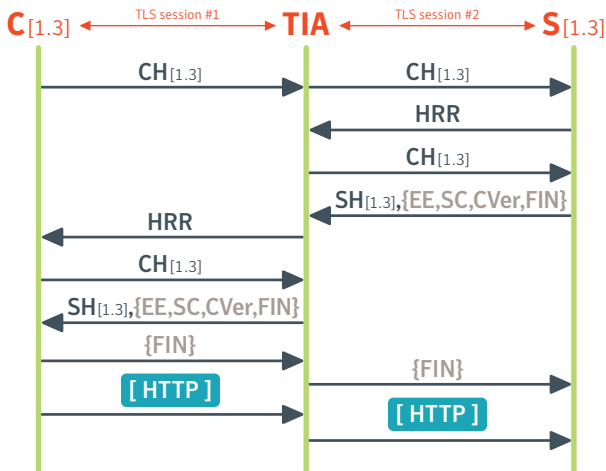 C[1.3] TLS session #1 TIA TLS session #2 S[1.3]
CH[1.3] CH[1.3]
HRR
CH[1.3]
SH[1.3],{EE,SC,CVer,FIN}
HRR
CH[1.3]
SH[1.3],{EE,SC,CVer,FIN}
{FIN}
{FIN}
[ HTTP ]
[ HTTP ]